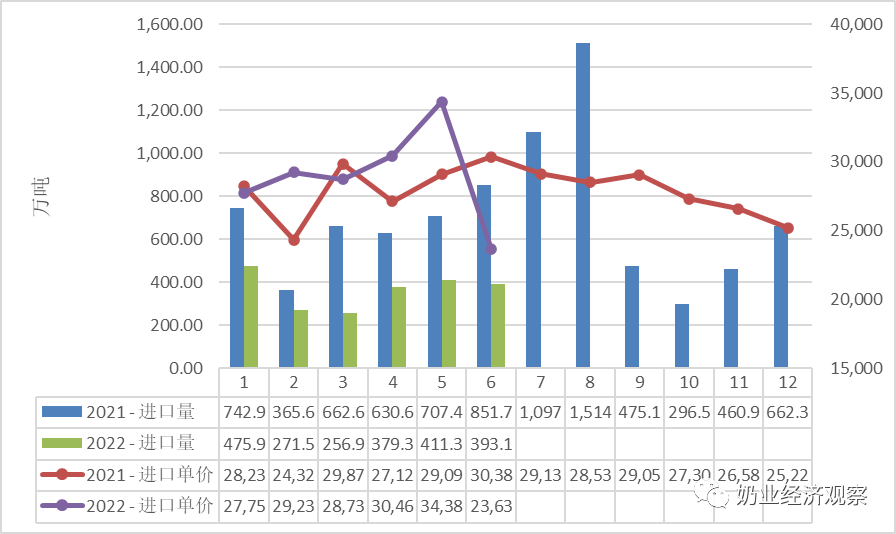 1,600.00 40,000
1,400.00 35,000
1,200.00
1,000.00 30,000
800.00
600.00 25,000
400.00 20,000
200.00
0.00 15,000
万吨
1 2 3 4 5 6 7 8 9 10 11 12
2021 - 进口量 742.9 365.6 662.6 630.6 707.4 851.7 1,097 1,514 475.1 296.5 460.9 662.3
2022 - 进口量 475.9 271.5 256.9 379.3 411.3 393.1
2021 - 进口单价 28,23 24,32 29,87 27,12 29,09 30,38 29,13 28,53 29,05 27,30 26,58 25,22
2022 - 进口单价 27,75 29,23 28,73 30,46 34,38 23,63
奶业经济观察